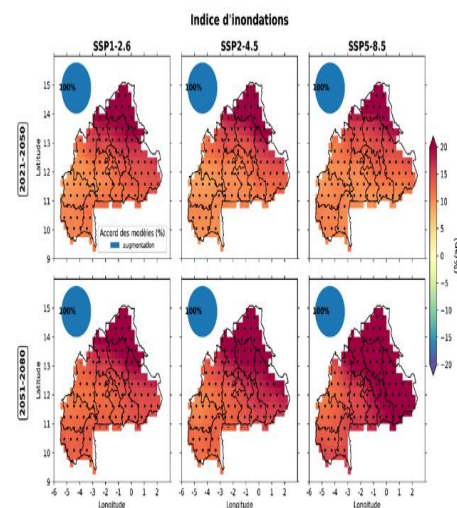 Indice d'inondations
SSP1-2.6 SSP2-4.5 SSP5-8.5
2021-2050
Latitude
15
14
13
12
11
10
9
100% 100% 100%
Accord des modèles (%)
augmentation
20
15
10
5
0
−5
−10
−15
−20
2051-2080
Latitude
15
14
13
12
11
10
9
100% 100% 100%
-6 -5 -4 -3 -2 -1 0 1 2 -6 -5 -4 -3 -2 -1 0 1 2 -6 -5 -4 -3 -2 -1 0 1 2
Longitude Longitude Longitude